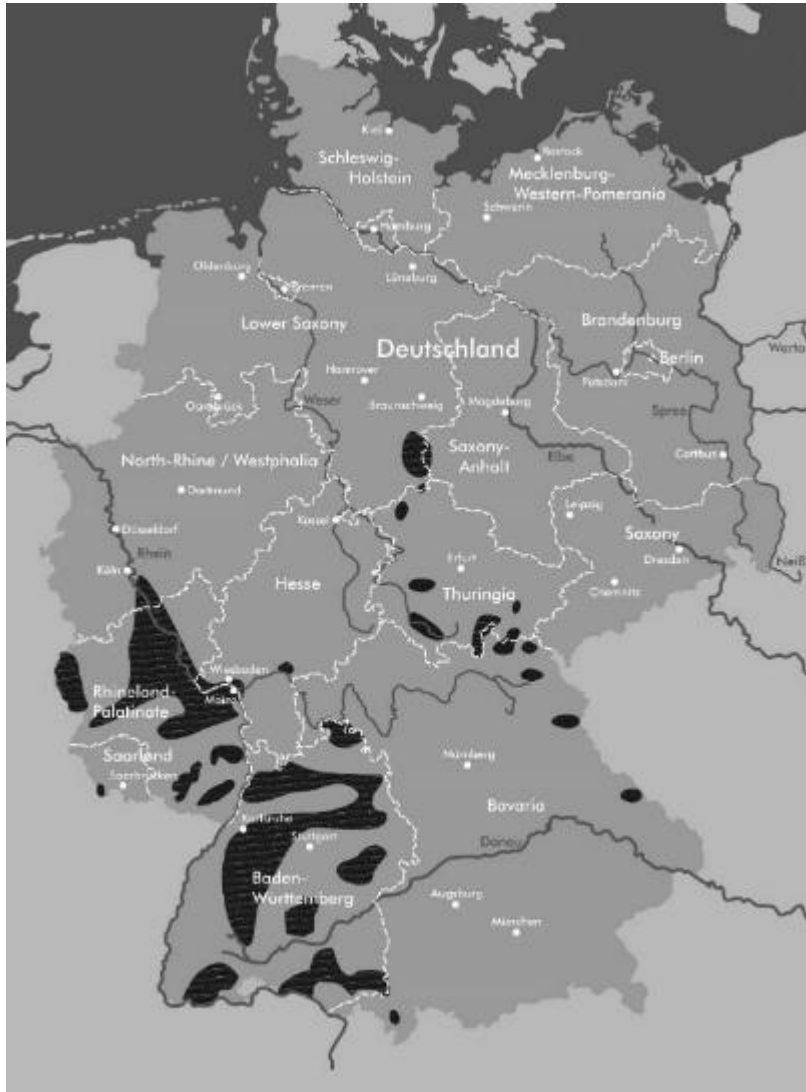 Kiel
Schleswig-
Holstein
Rostock
Mecklenburg-
Western-Pomerania
Schwerin
Hamburg
Oldenburg
Bremen
Lüneburg
Lower Saxony
Brandenburg
Deutschland
Berlin
Warta
Hannover
Potsdam
Osnabrück
Weser
Braunschweig
Magdeburg
Spree
North-Rhine / Westphalia
Saxony-
Anhalt
Elbe
Cottbus
Dortmund
Leipzig
Düsseldorf
Kassel
Saxony
Dresden
Rhein
Köln
Hesse
Erfurt
Thuringia
Chemnitz
Neiß
Wiesbaden
Mainz
Rhineland-
Palatinate
Saarland
Saarbrücken
Nürnberg
Bavaria
Karlsruhe
Stuttgart
Donau
Baden-
Württemberg
Augsburg
München